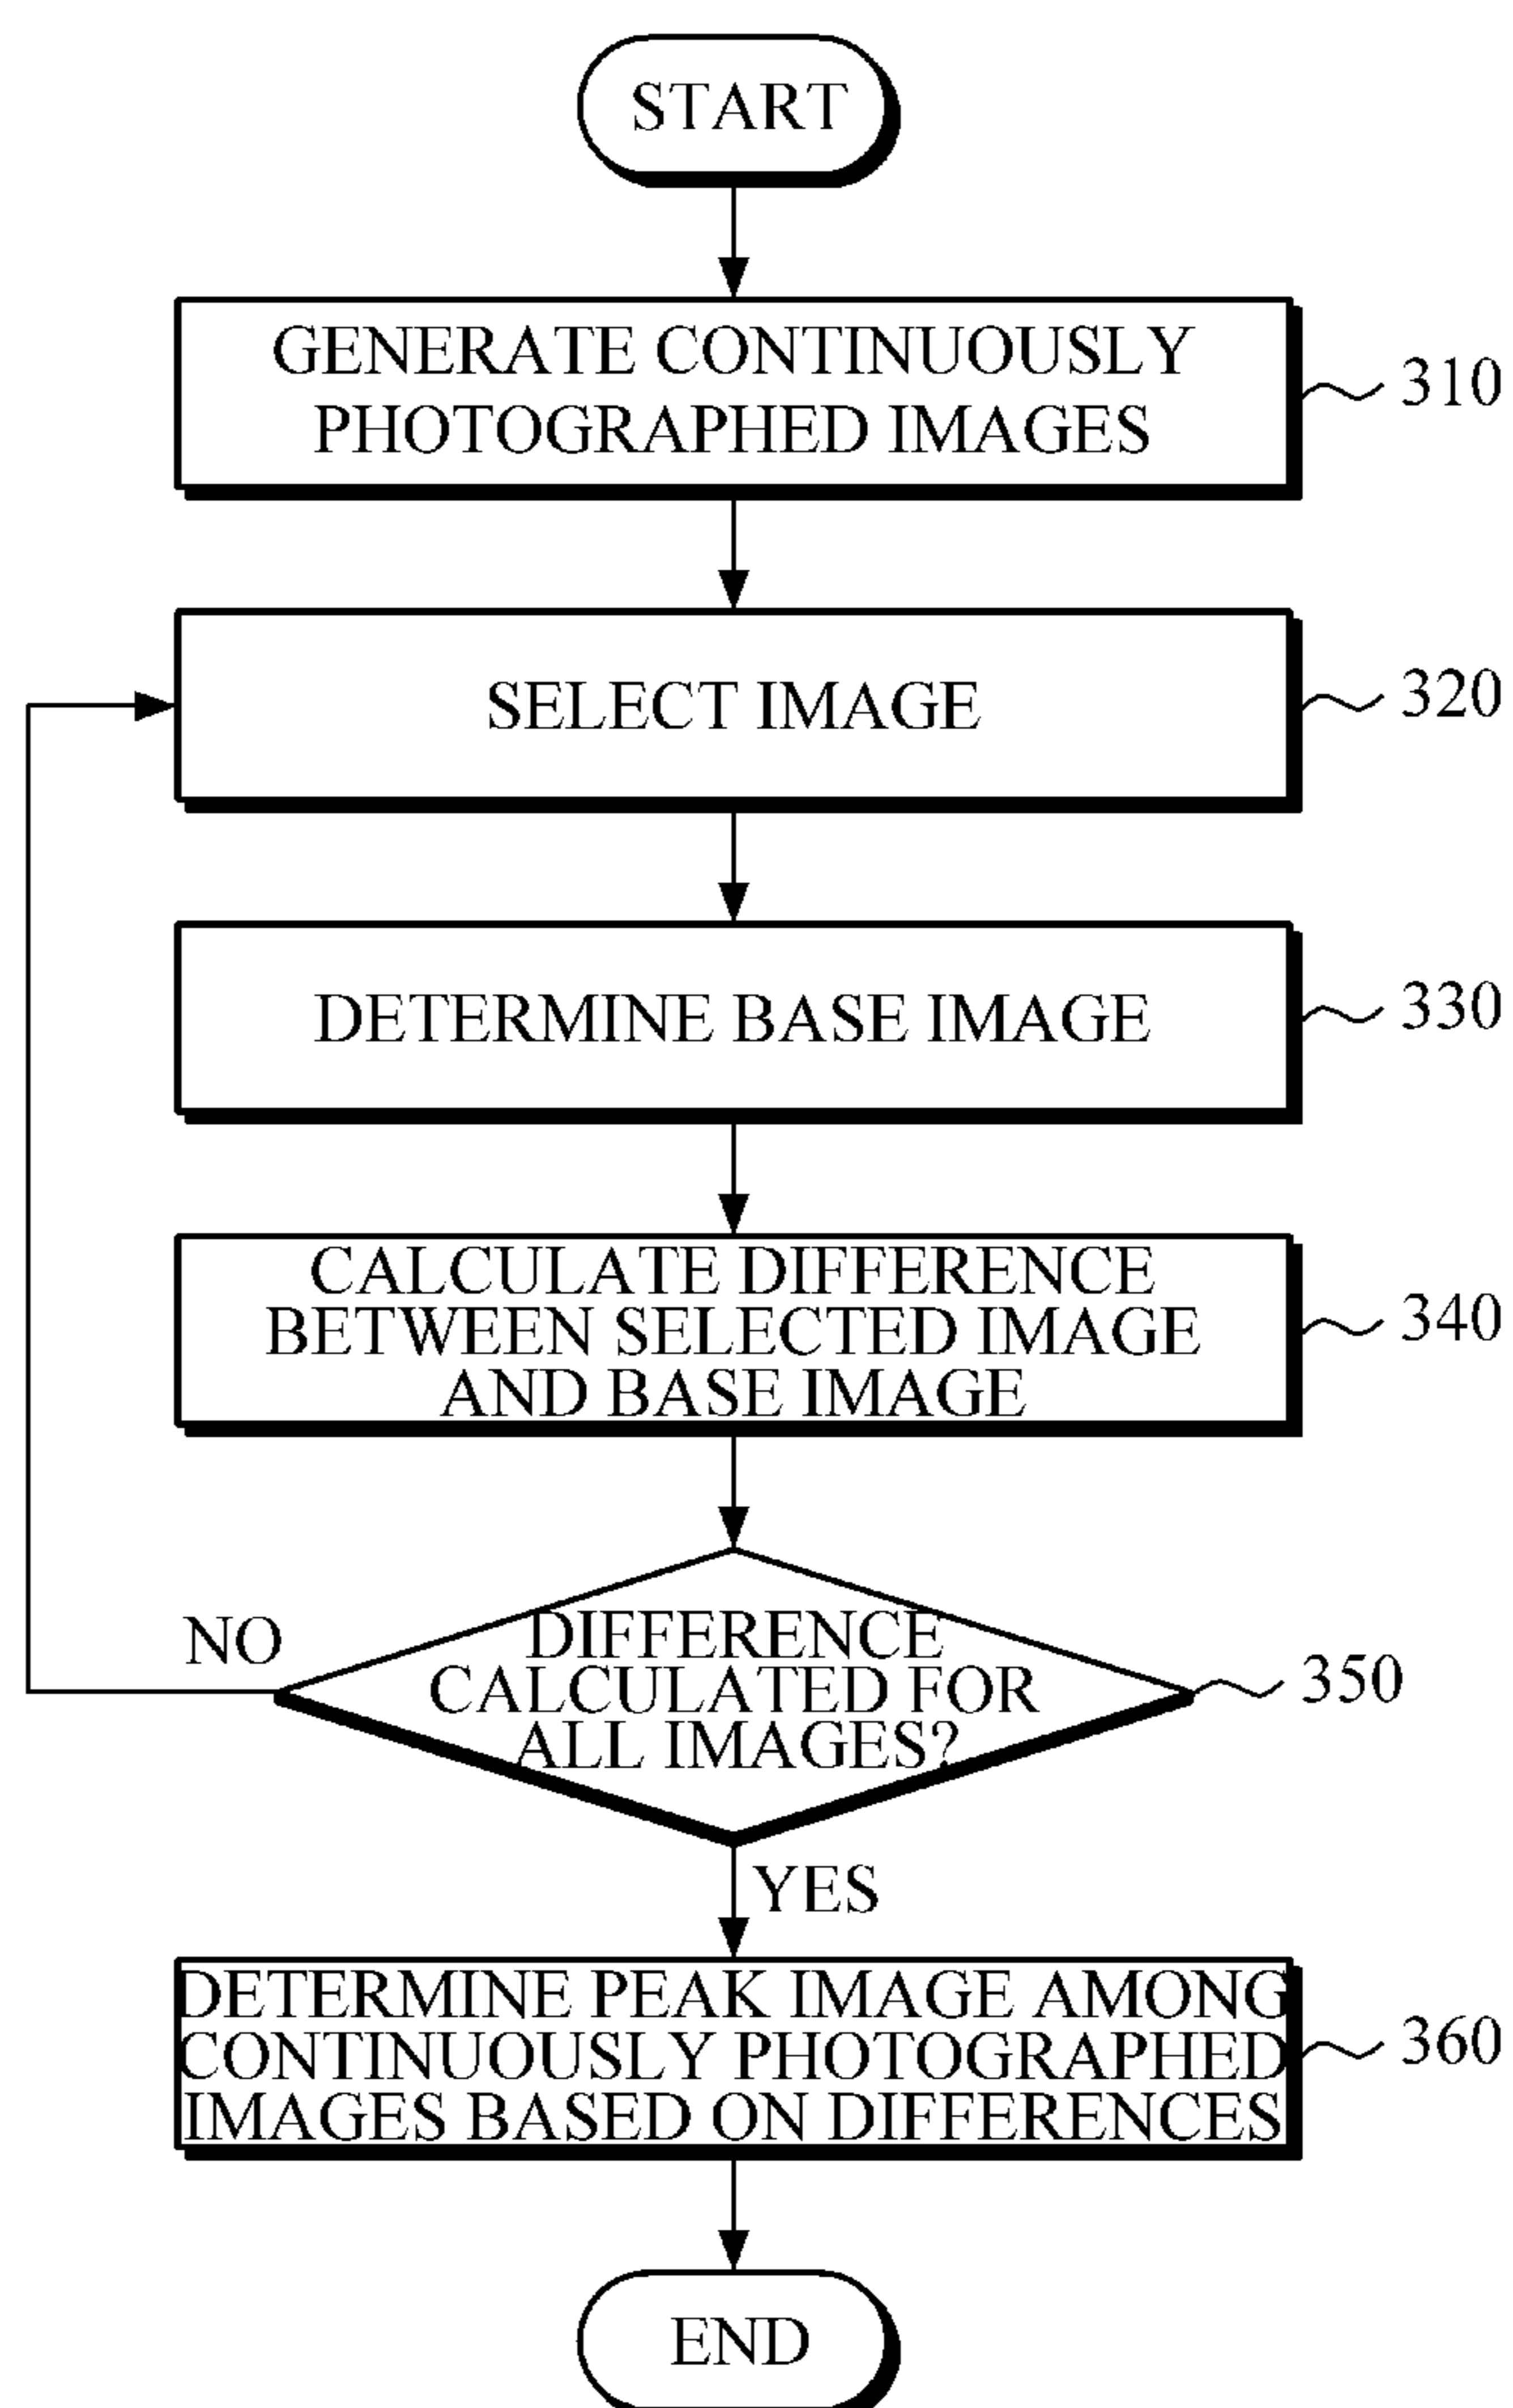 START
GENERATE CONTINUOUSLY
PHOTOGRAPHED IMAGES
310
SELECT IMAGE
320
DETERMINE BASE IMAGE
330
CALCULATE DIFFERENCE
BETWEEN SELECTED IMAGE
AND BASE IMAGE
340
NO
DIFFERENCE
CALCULATED FOR
ALL IMAGES?
350
YES
DETERMINE PEAK IMAGE AMONG
CONTINUOUSLY PHOTOGRAPHED
IMAGES BASED ON DIFFERENCES
360
END